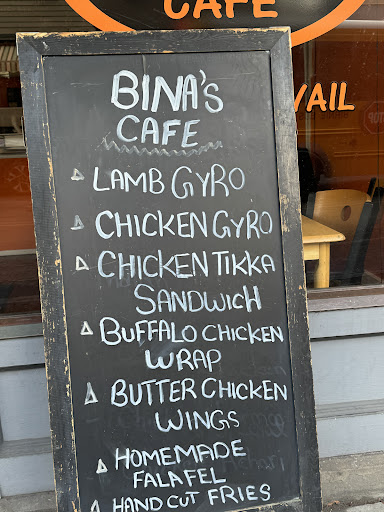 CAFE
VAIL
BINA'S
CAFE
LAMB GYRO
CHICKEN GYRO
CHICKEN TIKKA
SANDWICH
BUFFALO CHICKEN
WRAP
BUTTER CHICKEN
WINGS
HOMEMADE
FALAFEL
HAND CUT FRIES